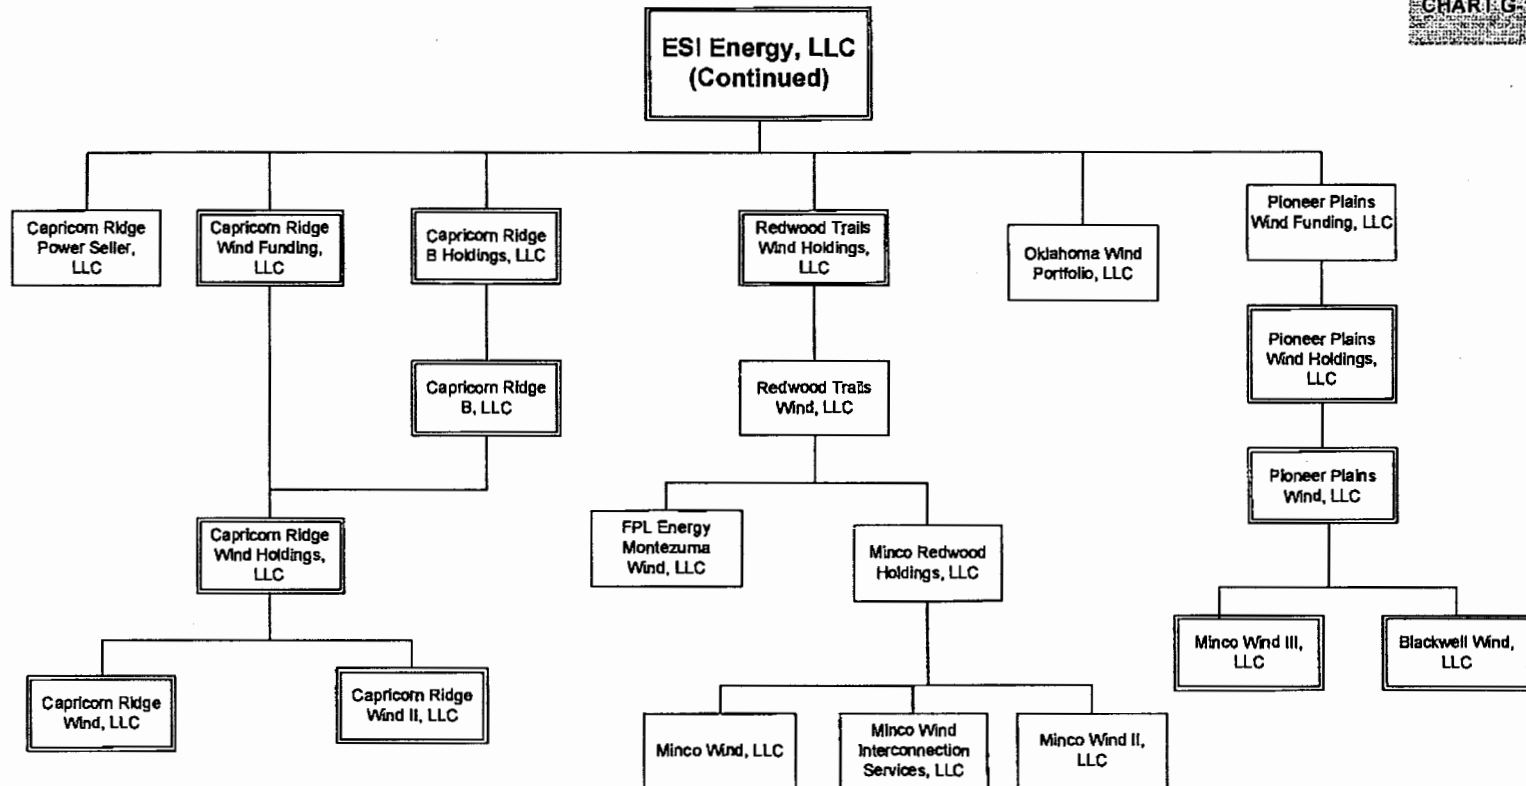 CHART G-
ESI Energy, LLC
(Continued)
Capricorn Ridge
Power Seller,
LLC
Capricorn Ridge
Wind Funding,
LLC
Capricorn Ridge
B Holdings, LLC
Redwood Trails
Wind Holdings,
LLC
Oklahoma Wind
Portfolio, LLC
Pioneer Plains
Wind Funding, LLC
Capricorn Ridge
B, LLC
Redwood Trails
Wind, LLC
Pioneer Plains
Wind Holdings,
LLC
Pioneer Plains
Wind, LLC
Capricorn Ridge
Wind Holdings,
LLC
FPL Energy
Montezuma
Wind, LLC
Minco Redwood
Holdings, LLC
Minco Wind III,
LLC
Blackwell Wind,
LLC
Capricorn Ridge
Wind, LLC
Capricorn Ridge
Wind II, LLC
Minco Wind, LLC
Minco Wind
Interconnection
Services, LLC
Minco Wind II,
LLC